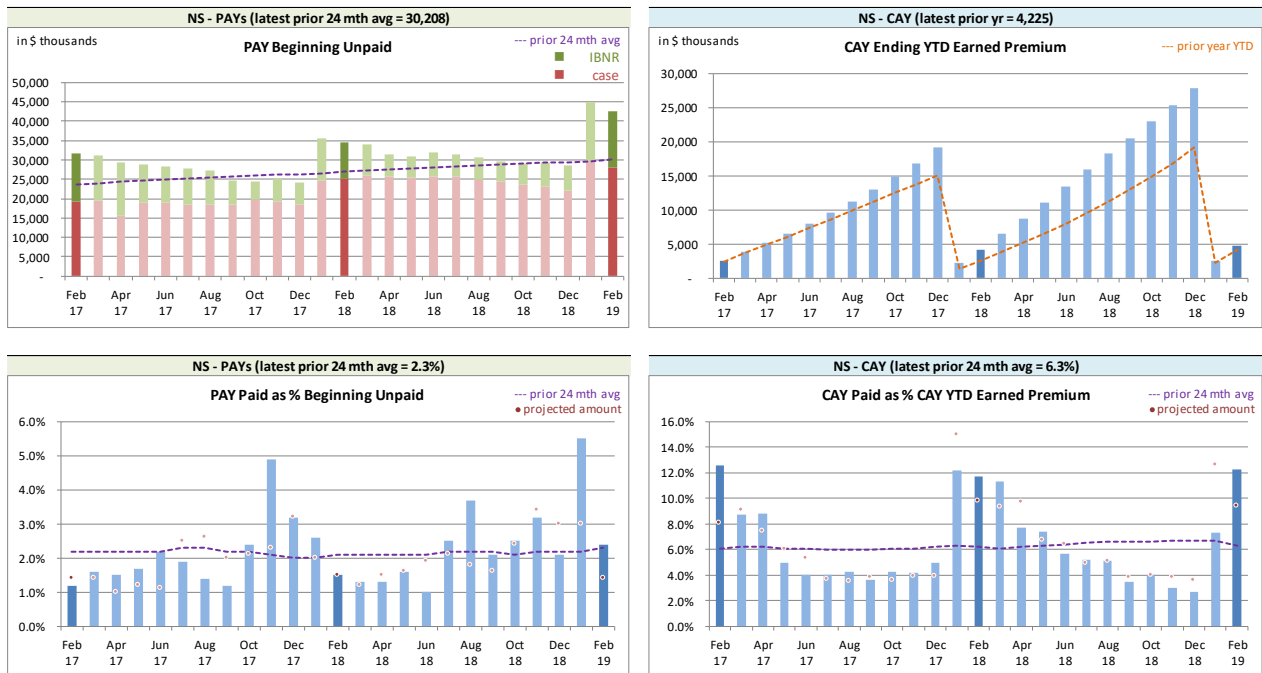 NS - PAYs (latest prior 24 mth avg = 30,208)
in $ thousands
PAY Beginning Unpaid
--- prior 24 mth avg
IBNR
case
50,000
45,000
40,000
35,000
30,000
25,000
20,000
15,000
10,000
5,000
-
Feb Apr Jun Aug Oct Dec Feb Apr Jun Aug Oct Dec Feb
17 17 17 17 17 17 18 18 18 18 18 18 19
NS - CAY (latest prior yr = 4,225)
in $ thousands
CAY Ending YTD Earned Premium
--- prior year YTD
30,000
25,000
20,000
15,000
10,000
5,000
-
Feb Apr Jun Aug Oct Dec Feb Apr Jun Aug Oct Dec Feb
17 17 17 17 17 17 18 18 18 18 18 18 19
NS - PAYs (latest prior 24 mth avg = 2.3%)
PAY Paid as % Beginning Unpaid
--- prior 24 mth avg
• projected amount
6.0%
5.0%
4.0%
3.0%
2.0%
1.0%
0.0%
Feb Apr Jun Aug Oct Dec Feb Apr Jun Aug Oct Dec Feb
17 17 17 17 17 17 18 18 18 18 18 18 19
NS - CAY (latest prior 24 mth avg = 6.3%)
CAY Paid as % CAY YTD Earned Premium
--- prior 24 mth avg
• projected amount
16.0%
14.0%
12.0%
10.0%
8.0%
6.0%
4.0%
2.0%
0.0%
Feb Apr Jun Aug Oct Dec Feb Apr Jun Aug Oct Dec Feb
17 17 17 17 17 17 18 18 18 18 18 18 19